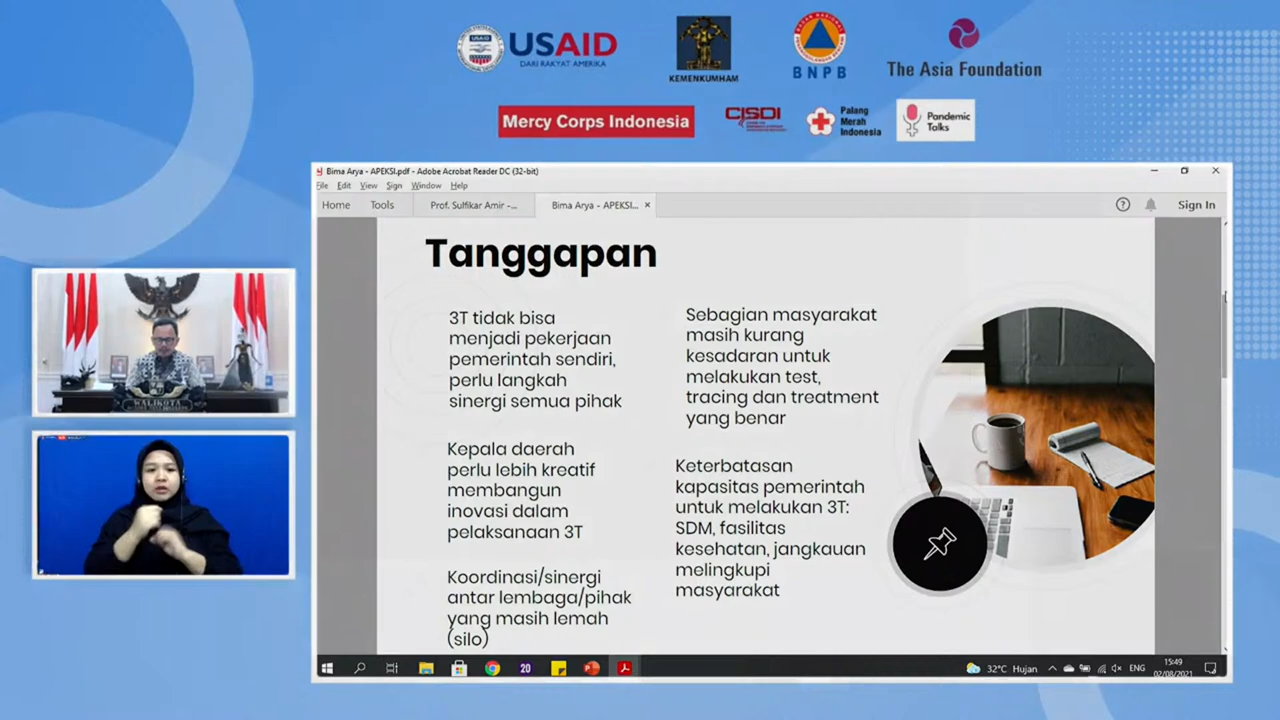 USAID
DARI RAKYAT AMERIKA
KEMENKUMHAM
BNPB
The Asia Foundation
Mercy Corps Indonesia
CISDI
Palang
Merah
Indonesia
Pandemic
Talks
Bima Arya - APEKSI.pdf - Adobe Acrobat Reader DC (32-bit)
File Edit View Sign Window Help
Home Tools Prof. Sulfikar Amir -... Bima Arya - APEKSI... Sign In
Tanggapan
3T tidak bisa
menjadi pekerjaan
pemerintah sendiri,
perlu langkah
sinergi semua pihak
Kepala daerah
perlu lebih kreatif
membangun
inovasi dalam
pelaksanaan 3T
Koordinasi/sinergi
antar lembaga/pihak
yang masih lemah
(silo)
Sebagian masyarakat
masih kurang
kesadaran untuk
melakukan test,
tracing dan treatment
yang benar
Keterbatasan
kapasitas pemerintah
untuk melakukan 3T:
SDM, fasilitas
kesehatan, jangkauan
melingkupi
masyarakat
WALIKOTA
20
32°C Hujan ENG
15:49
02/08/2021